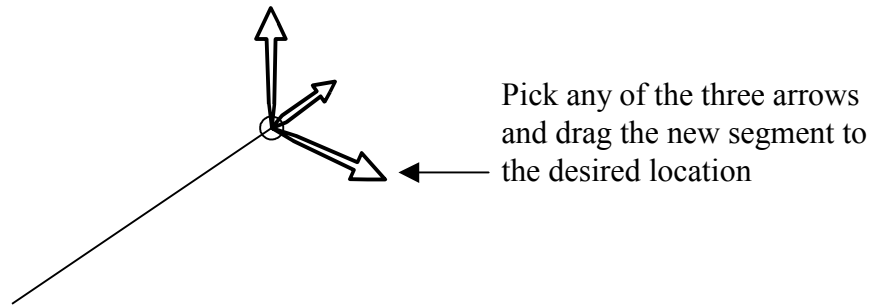 Pick any of the three arrows
and drag the new segment to
the desired location